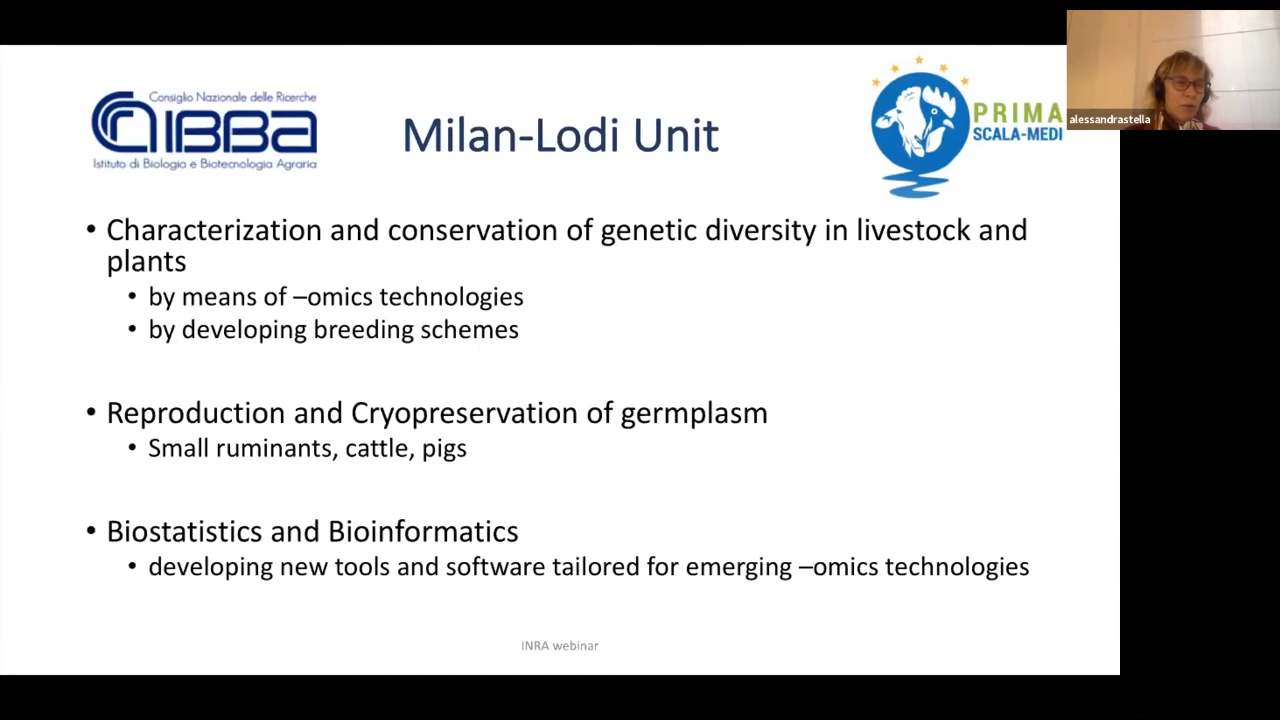 Consiglio Nazionale delle Ricerche
IBBA
Istituto di Biologia e Biotecnologia Agraria
Milan-Lodi Unit
PRIMA
SCALA-MEDI
alessandrastella
• Characterization and conservation of genetic diversity in livestock and
plants
• by means of –omics technologies
• by developing breeding schemes
• Reproduction and Cryopreservation of germplasm
• Small ruminants, cattle, pigs
• Biostatistics and Bioinformatics
• developing new tools and software tailored for emerging –omics technologies
INRA webinar